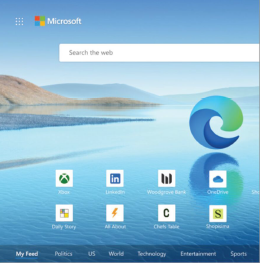 Microsoft
Search the web
Xbox LinkedIn Woodgrove Bank OneDrive
Daily Story All About Chefs Table Shopwons
My Feed Politics US World Technology Entertainment Sports